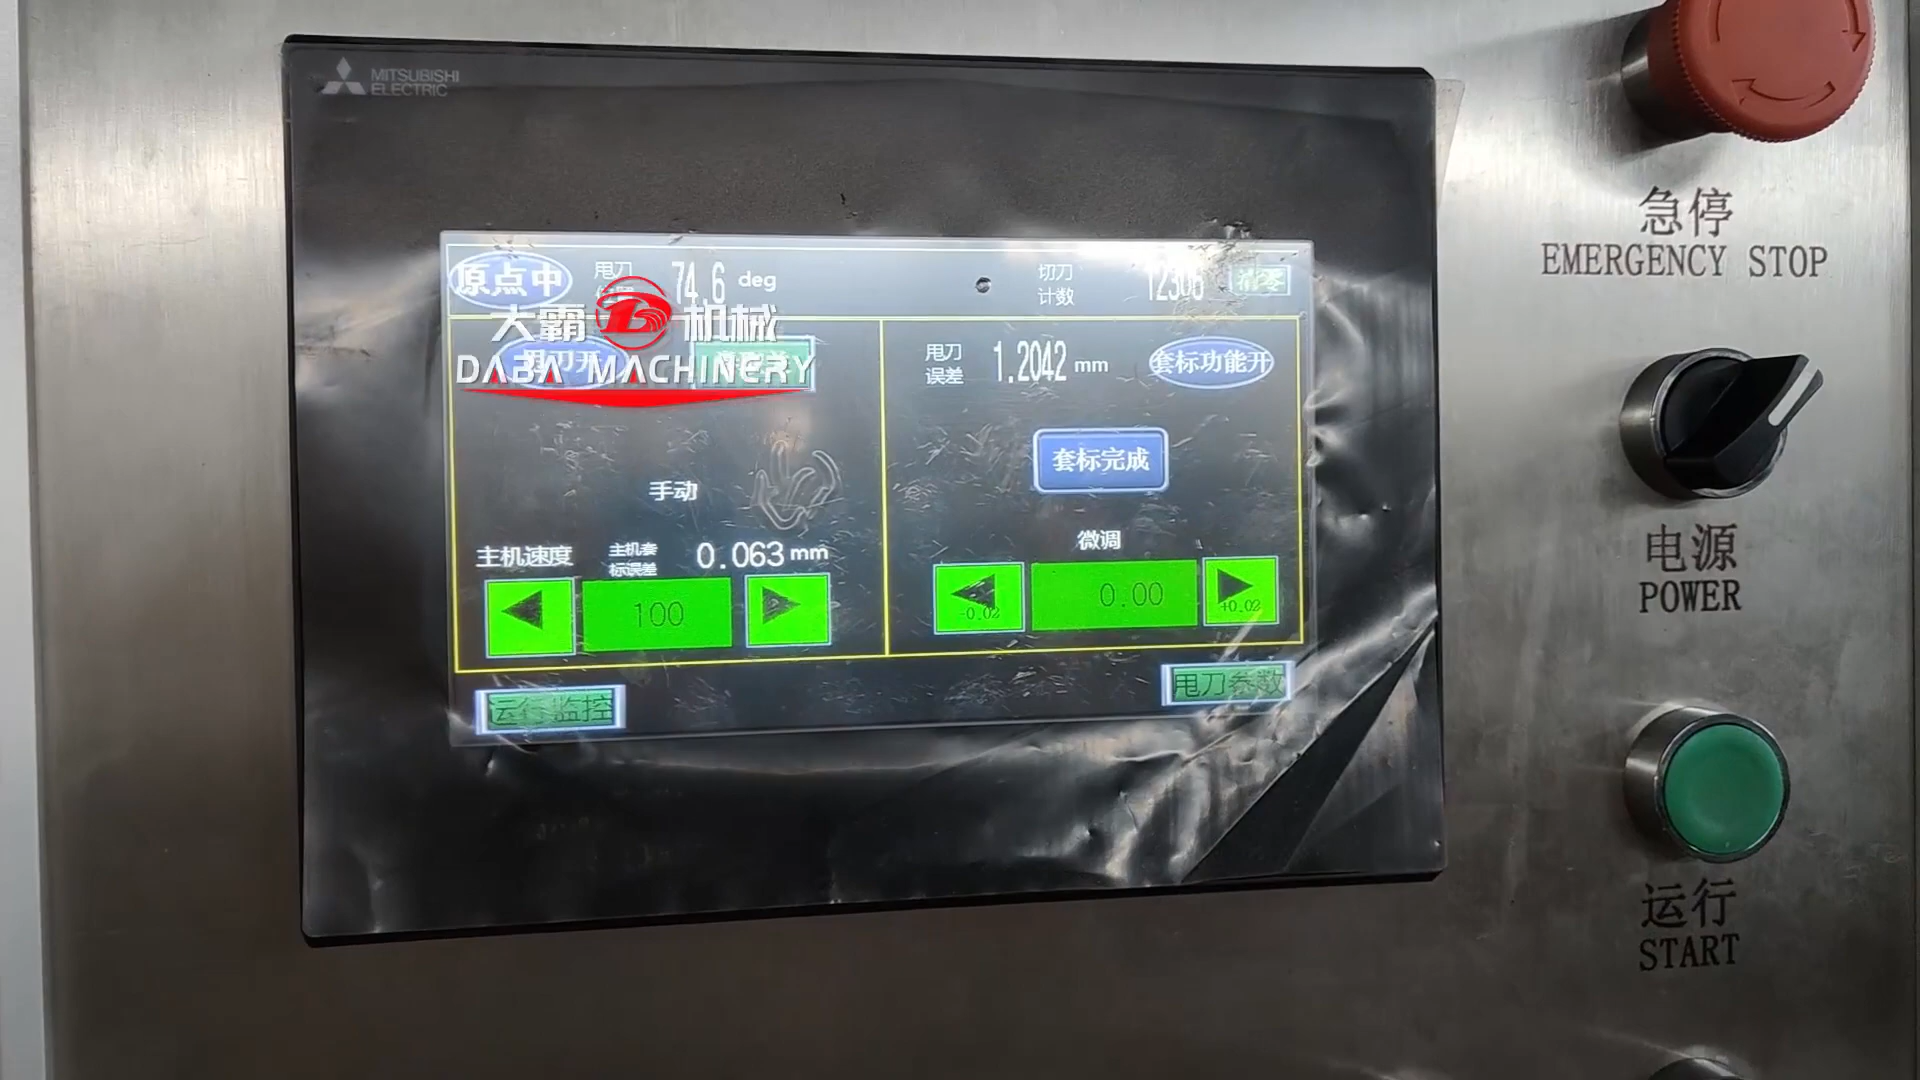 MITSUBISHI
ELECTRIC
原点中
甩刀
74.6 deg
切刀
计数
清零
大霸机械
DABA MACHINERY
甩刀
误差
1.2042 mm
套标功能开
套标完成
手动
微调
主机速度
主机套
标误差
0.063 mm
100
-0.02
0.00
+0.02
运行监控
甩刀参数
急停
EMERGENCY STOP
电源
POWER
运行
START